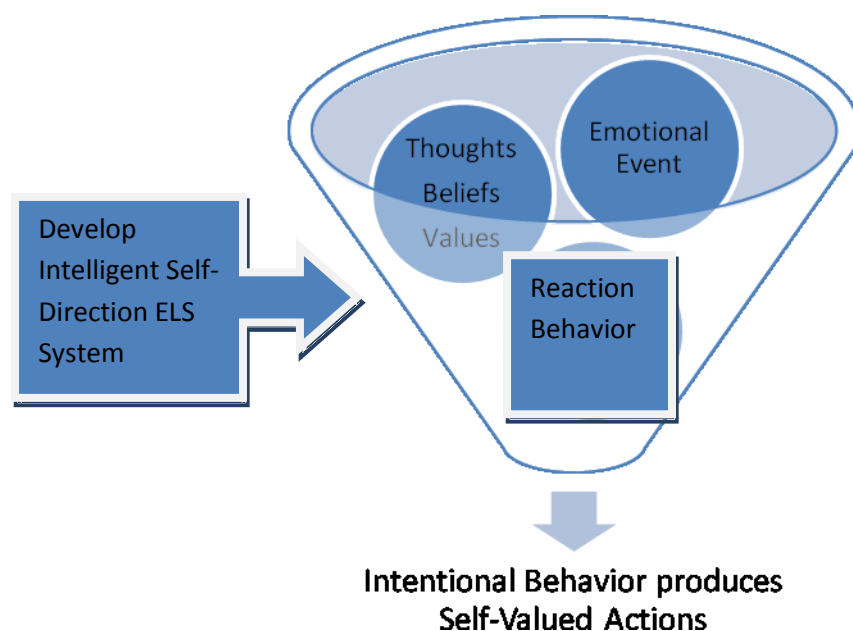 Thoughts
Beliefs
Values
Emotional
Event
Develop
Intelligent Self-
Direction ELS
System
Reaction
Behavior
Intentional Behavior produces
Self-Valued Actions